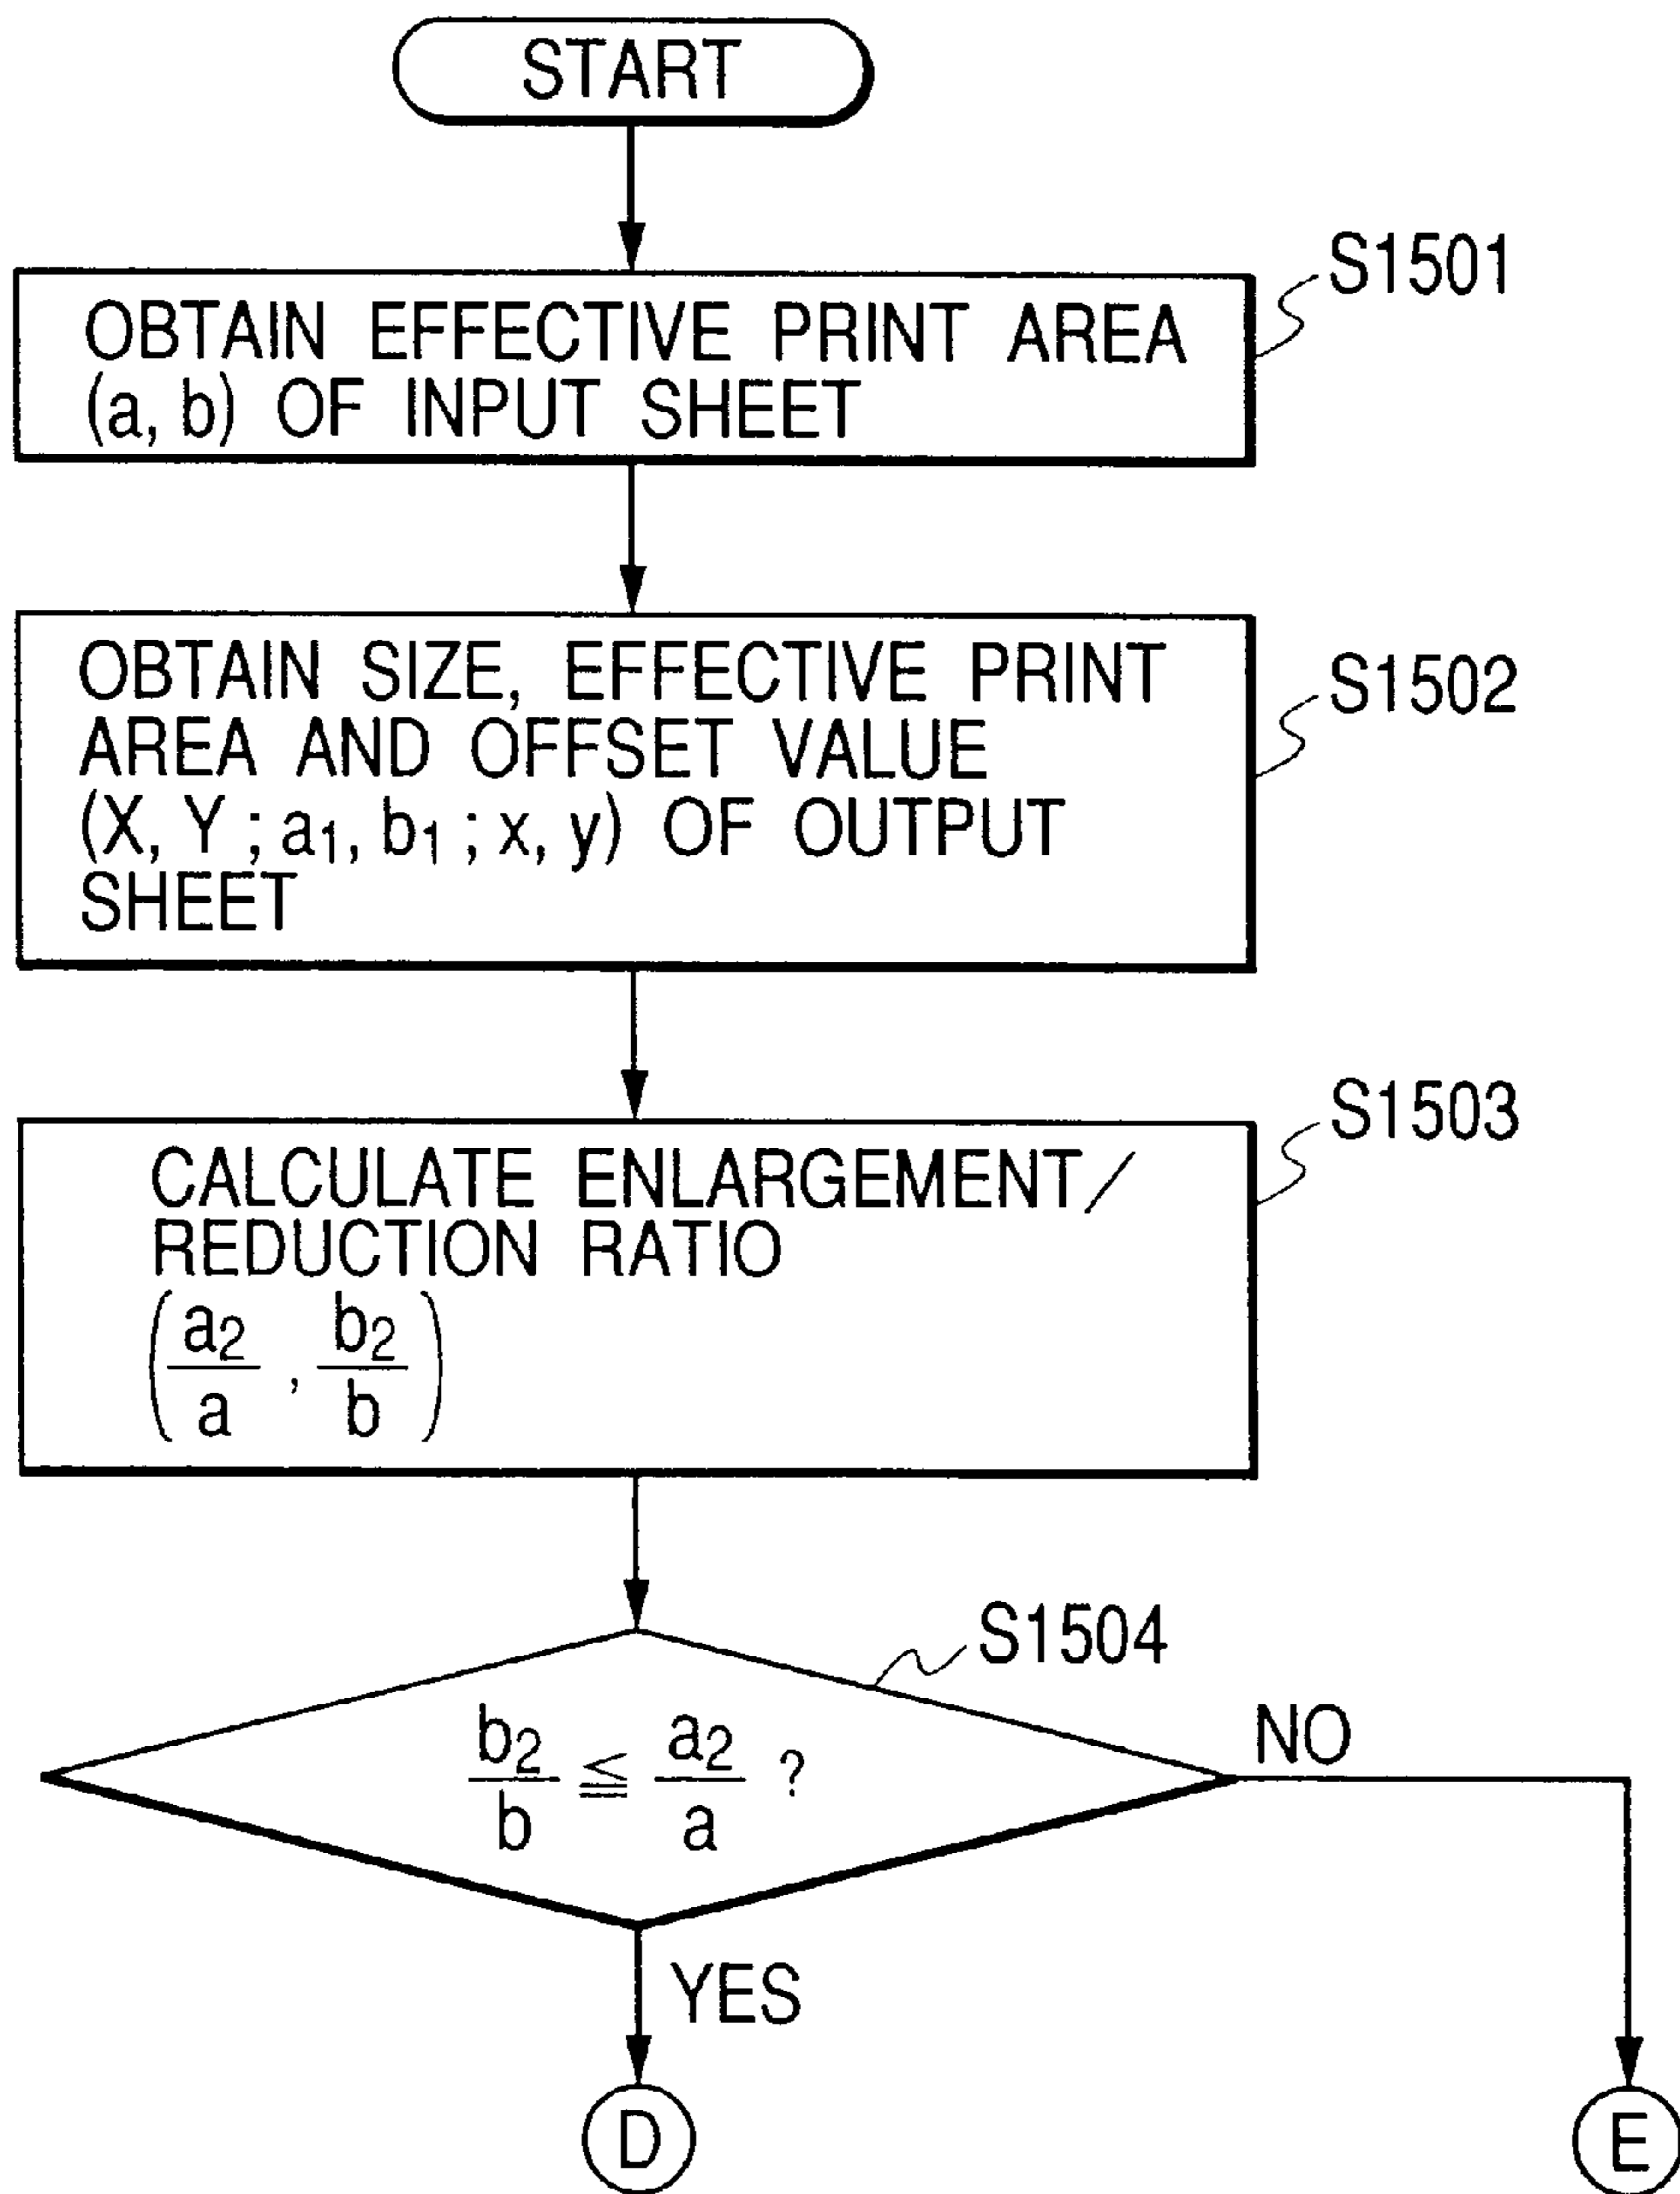 START
S1501
OBTAIN EFFECTIVE PRINT AREA
(a, b) OF INPUT SHEET
S1502
OBTAIN SIZE, EFFECTIVE PRINT
AREA AND OFFSET VALUE
(X, Y ; a₁, b₁ ; x, y) OF OUTPUT
SHEET
S1503
CALCULATE ENLARGEMENT/
REDUCTION RATIO
(a₂/a , b₂/b)
S1504
b₂/b ≦ a₂/a ?
NO
YES
D
E